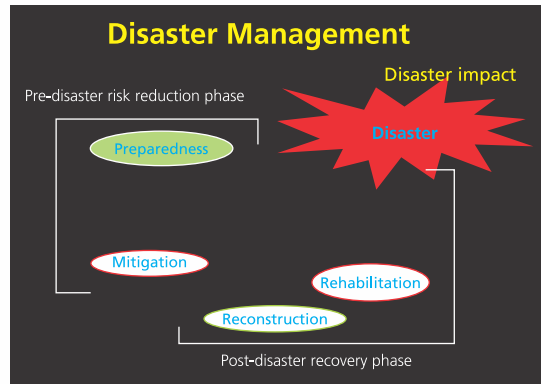 Disaster Management
Disaster impact
Pre-disaster risk reduction phase
Disaster
Preparedness
Mitigation
Rehabilitation
Reconstruction
Post-disaster recovery phase